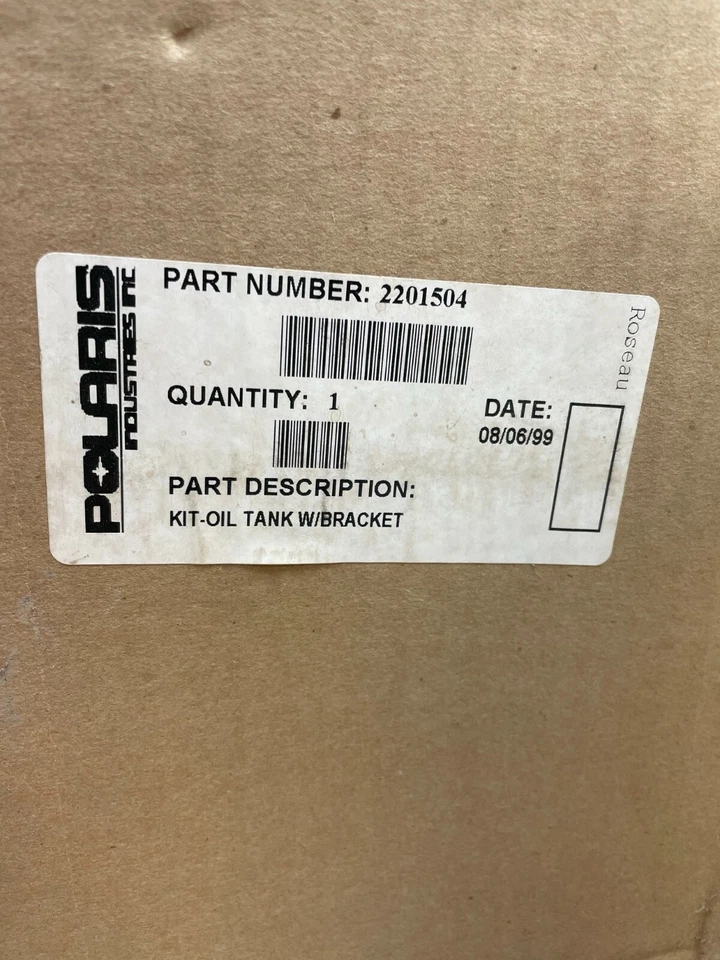 POLARIS
INDUSTRIES INC
PART NUMBER: 2201504
QUANTITY: 1
DATE:
08/06/99
PART DESCRIPTION:
KIT-OIL TANK W/BRACKET
Roseau